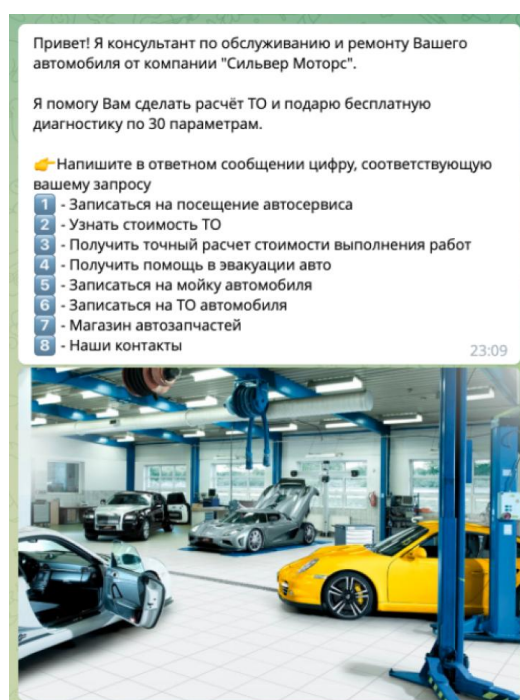 Привет! Я консультант по обслуживанию и ремонту Вашего
автомобиля от компании "Сильвер Моторс".
Я помогу Вам сделать расчёт ТО и подарю бесплатную
диагностику по 30 параметрам.
👉Напишите в ответном сообщении цифру, соответствующую
вашему запросу
1️⃣ - Записаться на посещение автосервиса
2️⃣ - Узнать стоимость ТО
3️⃣ - Получить точный расчет стоимости выполнения работ
4️⃣ - Получить помощь в эвакуации авто
5️⃣ - Записаться на мойку автомобиля
6️⃣ - Записаться на ТО автомобиля
7️⃣ - Магазин автозапчастей
8️⃣ - Наши контакты
23:09